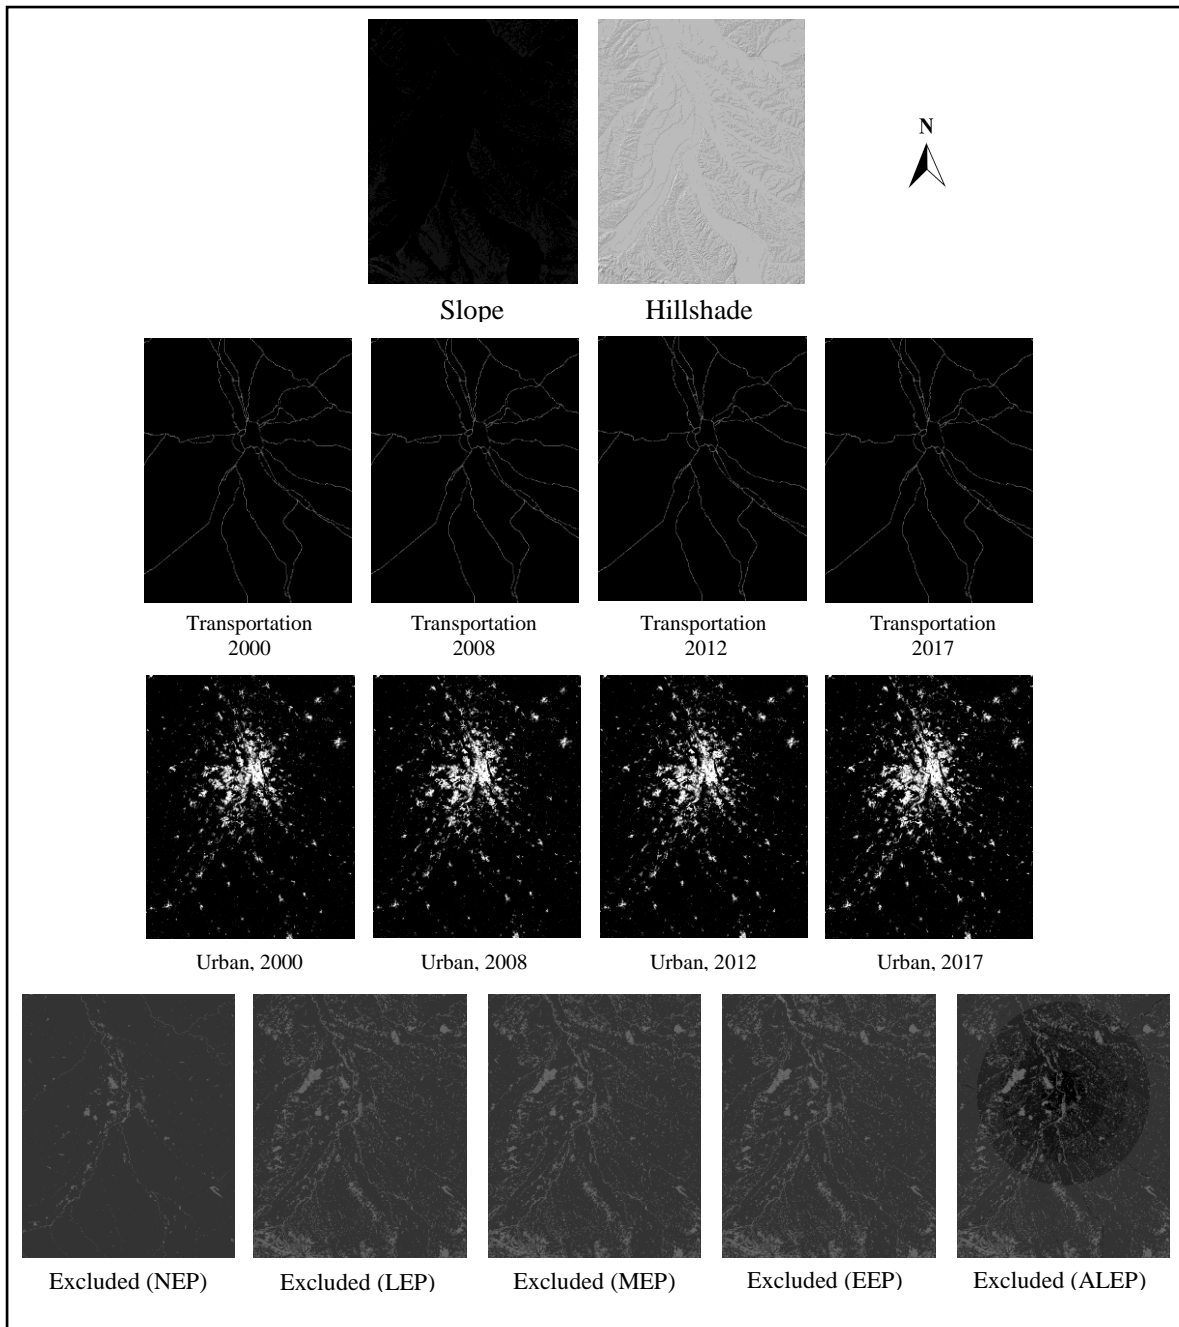 N
Slope
Hillshade
Transportation
2000
Transportation
2008
Transportation
2012
Transportation
2017
Urban, 2000
Urban, 2008
Urban, 2012
Urban, 2017
Excluded (NEP)
Excluded (LEP)
Excluded (MEP)
Excluded (EEP)
Excluded (ALEP)